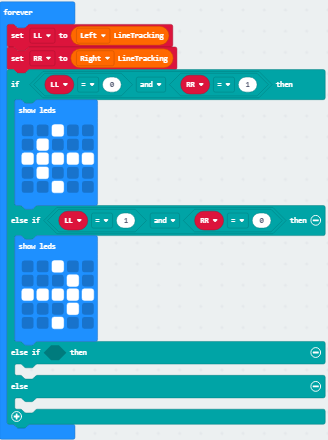 forever
set LL to Left LineTracking
set RR to Right LineTracking
if LL = 0 and RR = 1 then
show leds
else if LL = 1 and RR = 0 then
show leds
else if then
else